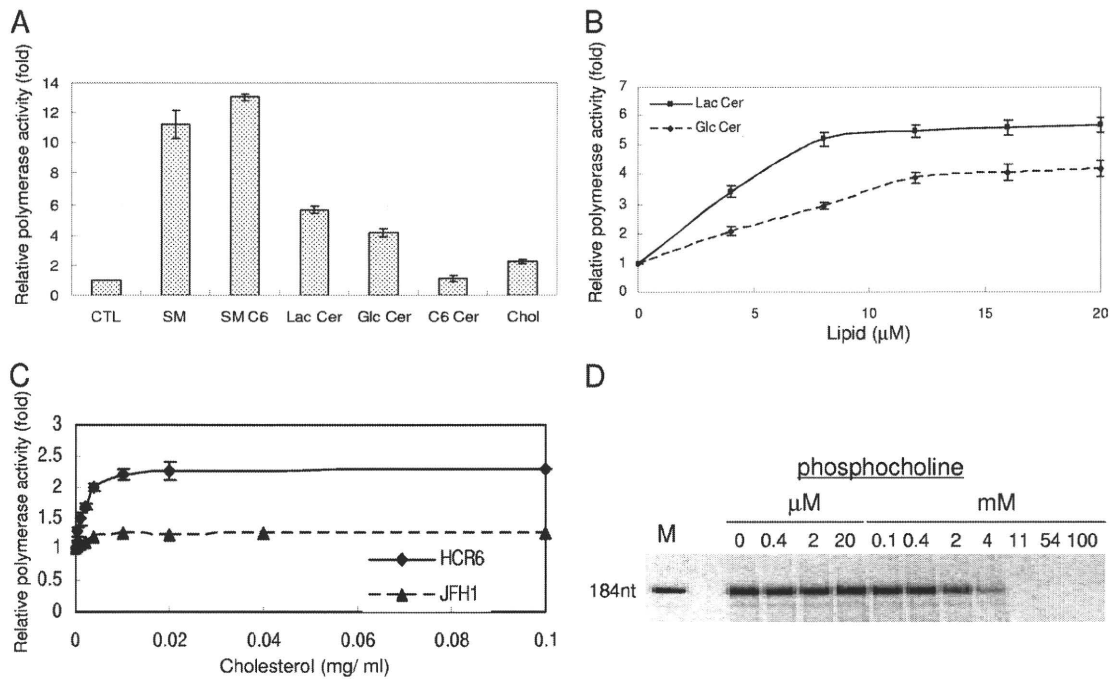 A
Relative polymerase activity (fold)
14
12
10
8
6
4
2
0
CTL SM SM C6 Lac Cer Glc Cer C6 Cer Chol
B
Relative polymerase activity (fold)
7
6
5
4
3
2
1
0
Lac Cer
Glc Cer
0 5 10 15 20
Lipid (μM)
C
Relative polymerase activity (fold)
3
2.5
2
1.5
1
0.5
0
HCR6
JFH1
0 0.02 0.04 0.06 0.08 0.1
Cholesterol (mg/ ml)
D
phosphocholine
μM mM
M 0 0.4 2 20 0.1 0.4 2 4 11 54 100
184nt